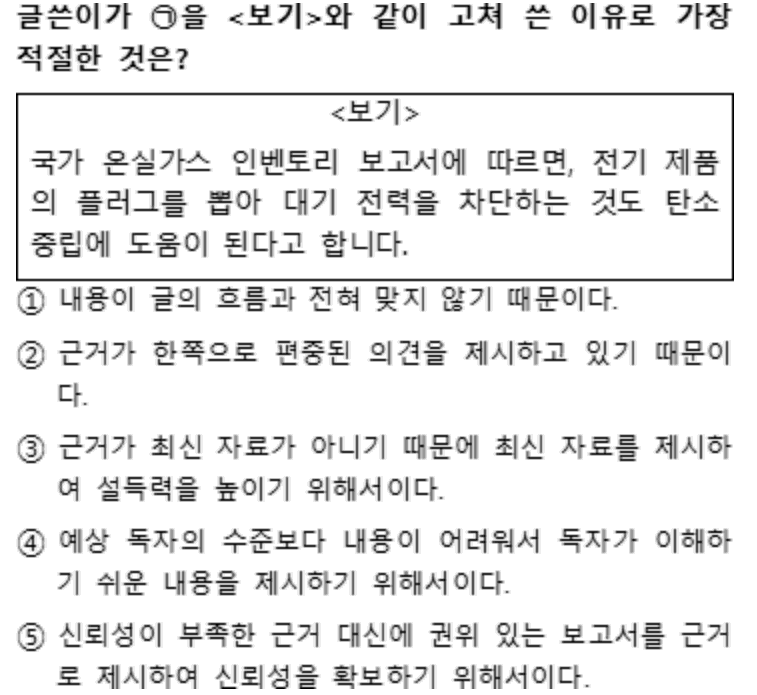 글쓴이가 ㉠을 <보기>와 같이 고쳐 쓴 이유로 가장
적절한 것은?
<보기>
국가 온실가스 인벤토리 보고서에 따르면, 전기 제품
의 플러그를 뽑아 대기 전력을 차단하는 것도 탄소
중립에 도움이 된다고 합니다.
① 내용이 글의 흐름과 전혀 맞지 않기 때문이다.
② 근거가 한쪽으로 편중된 의견을 제시하고 있기 때문이
다.
③ 근거가 최신 자료가 아니기 때문에 최신 자료를 제시하
여 설득력을 높이기 위해서이다.
④ 예상 독자의 수준보다 내용이 어려워서 독자가 이해하
기 쉬운 내용을 제시하기 위해서이다.
⑤ 신뢰성이 부족한 근거 대신에 권위 있는 보고서를 근거
로 제시하여 신뢰성을 확보하기 위해서이다.